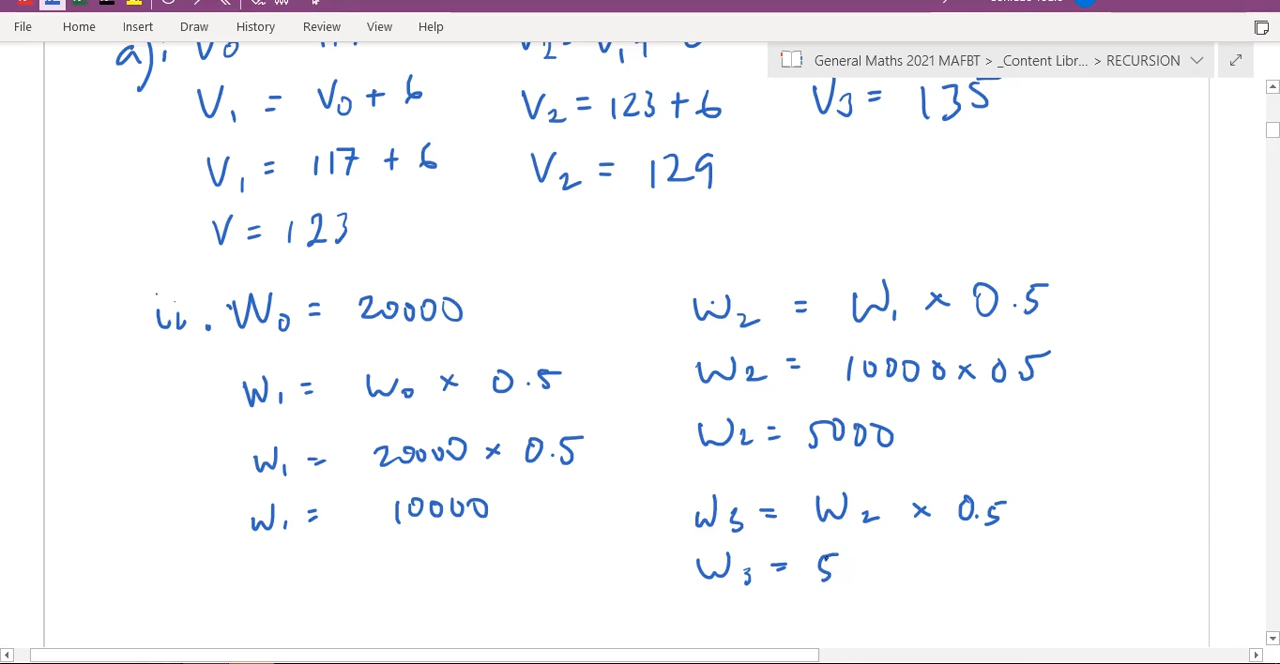 File Home Insert Draw History Review View Help
General Maths 2021 MAFBT > _Content Libr... > RECURSION
a)i V0
V1 = V0 + 6
V1 = 117 + 6
V = 123
V2 = 123 + 6
V2 = 129
V3 = 135
ii. W0 = 20000
W1 = W0 × 0.5
W1 = 20000 × 0.5
W1 = 10000
W2 = W1 × 0.5
W2 = 10000 × 0.5
W2 = 5000
W3 = W2 × 0.5
W3 = 5